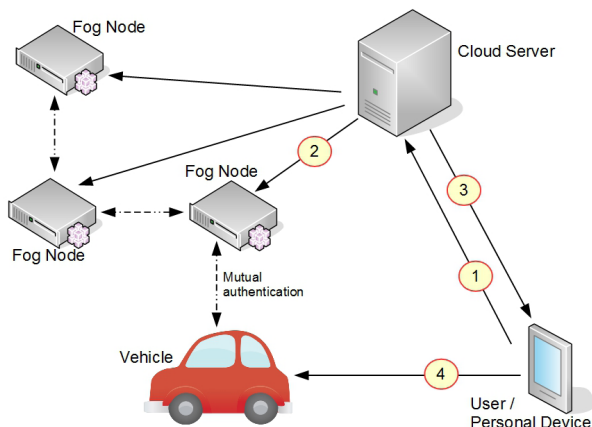 Fog Node
Cloud Server
2
Fog Node
3
Fog Node
1
Mutual
authentication
Vehicle
4
User /
Personal Device